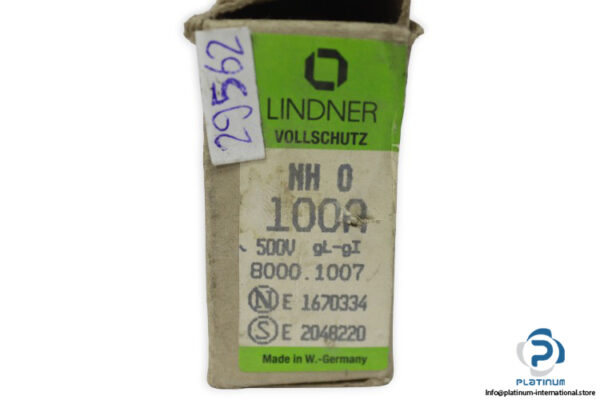 29562
LINDNER
VOLLSCHUTZ
NH 0
100A
500V gL-gI
8000.1007
N E 1670334
S E 2048220
Made in W.-Germany
PLATINUM
Info@platinum-international.store